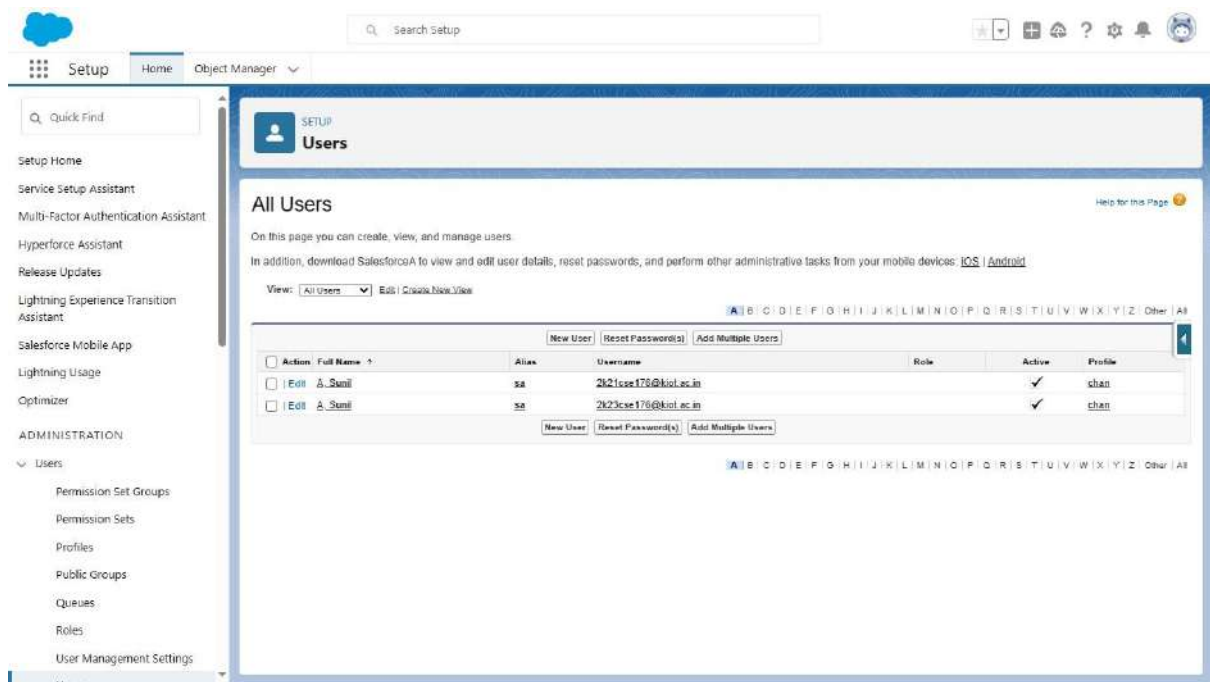 Search Setup
Setup Home Object Manager
Quick Find
Setup Home
Service Setup Assistant
Multi-Factor Authentication Assistant
Hyperforce Assistant
Release Updates
Lightning Experience Transition
Assistant
Salesforce Mobile App
Lightning Usage
Optimizer
ADMINISTRATION
Users
Permission Set Groups
Permission Sets
Profiles
Public Groups
Queues
Roles
User Management Settings
SETUP
Users
All Users
Help for this Page
On this page you can create, view, and manage users.
In addition, download SalesforceA to view and edit user details, reset passwords, and perform other administrative tasks from your mobile devices: iOS | Android
View: All Users Edit | Create New View
A | B | C | D | E | F | G | H | I | J | K | L | M | N | O | P | Q | R | S | T | U | V | W | X | Y | Z | Other | All
New User Reset Password(s) Add Multiple Users
Action Full Name ↑ Alias Username Role Active Profile
| Edit A, Sunil sa 2k21cse176@kiot.ac.in ✓ chan
| Edit A, Sunil sa 2k23cse176@kiot.ac.in ✓ chan
New User Reset Password(s) Add Multiple Users
A | B | C | D | E | F | G | H | I | J | K | L | M | N | O | P | Q | R | S | T | U | V | W | X | Y | Z | Other | All